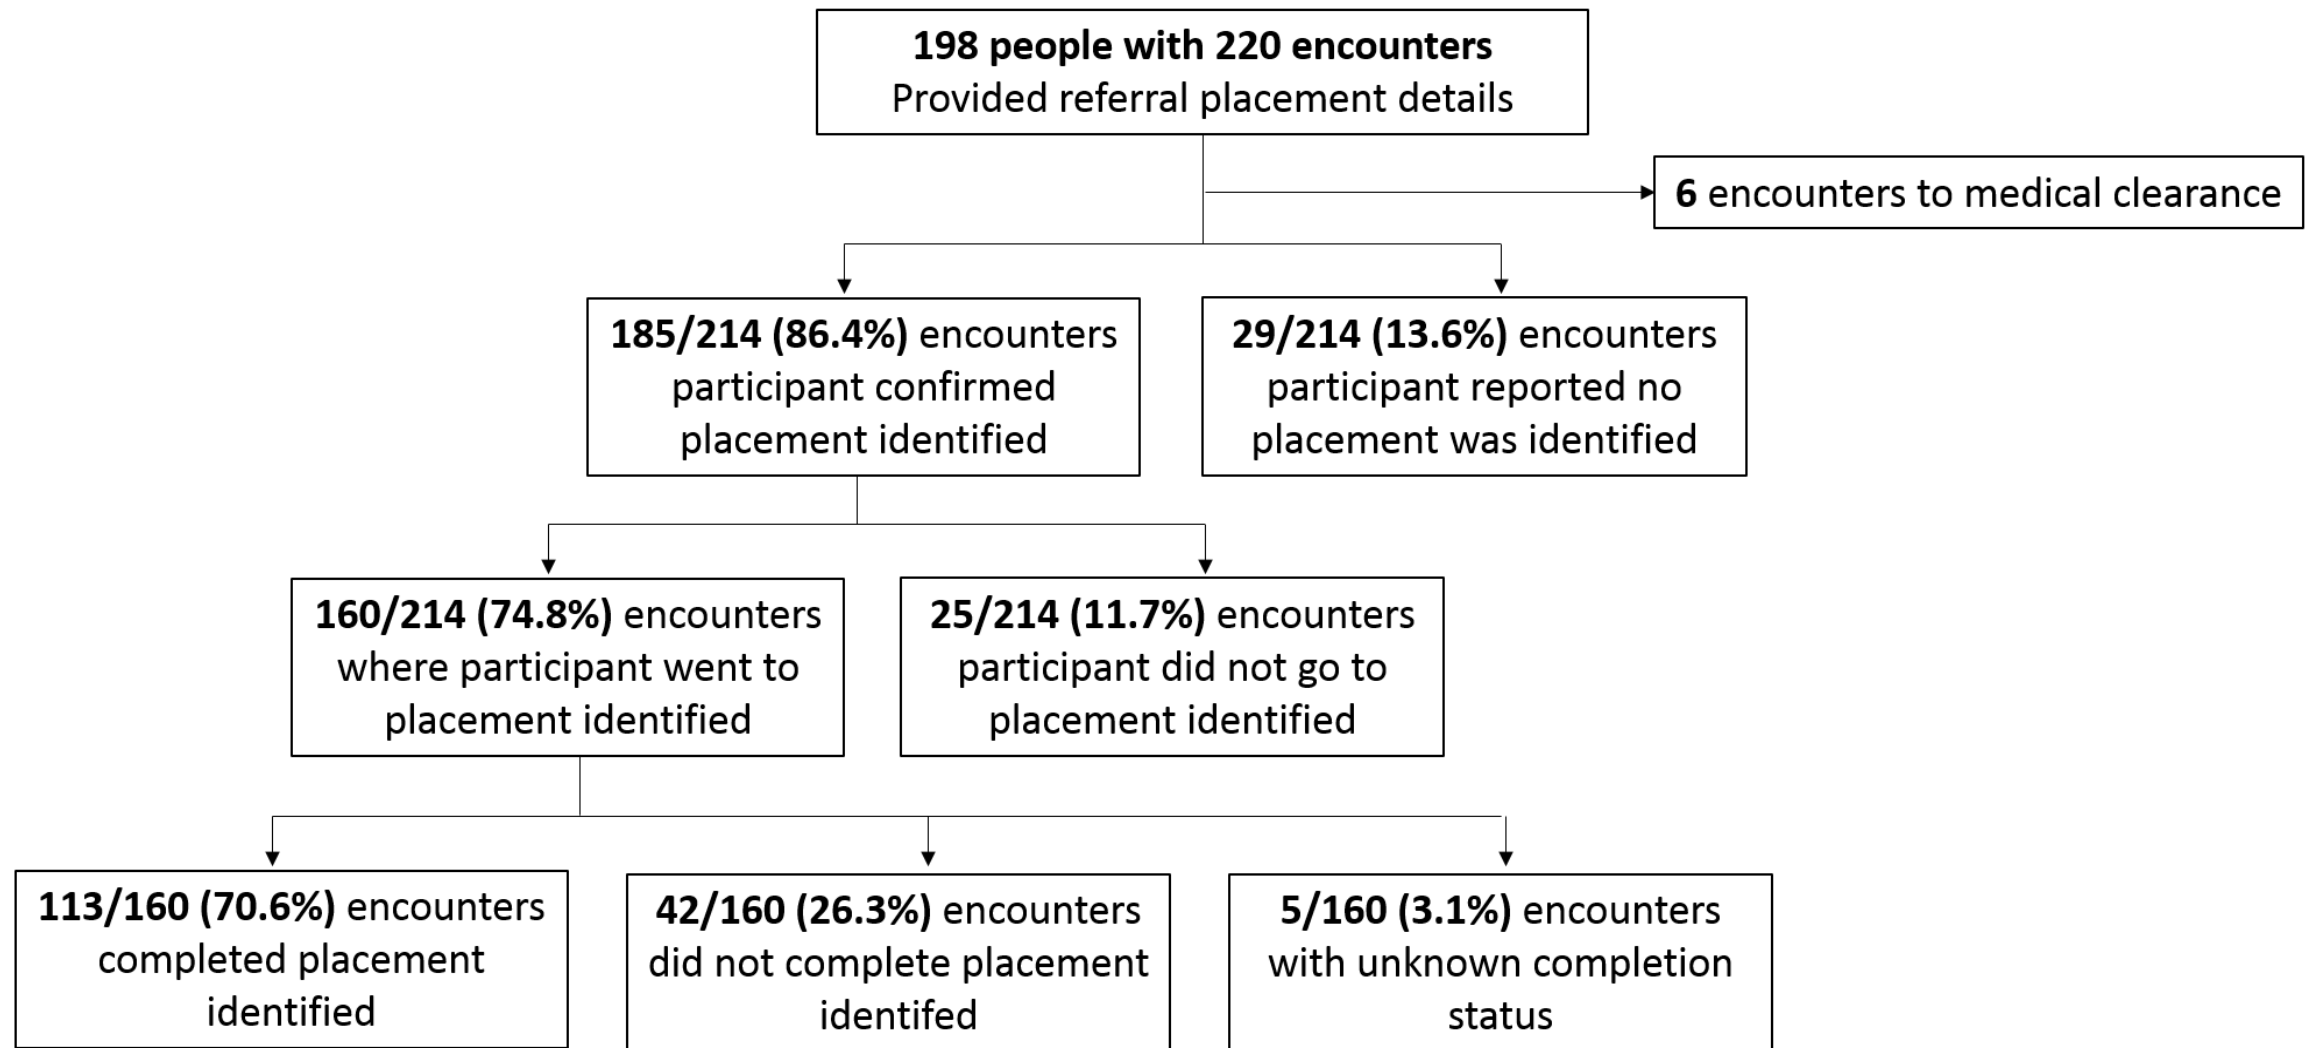 198 people with 220 encounters
Provided referral placement details
6 encounters to medical clearance
185/214 (86.4%) encounters
participant confirmed
placement identified
29/214 (13.6%) encounters
participant reported no
placement was identified
160/214 (74.8%) encounters
where participant went to
placement identified
25/214 (11.7%) encounters
participant did not go to
placement identified
113/160 (70.6%) encounters
completed placement
identified
42/160 (26.3%) encounters
did not complete placement
identifed
5/160 (3.1%) encounters
with unknown completion
status